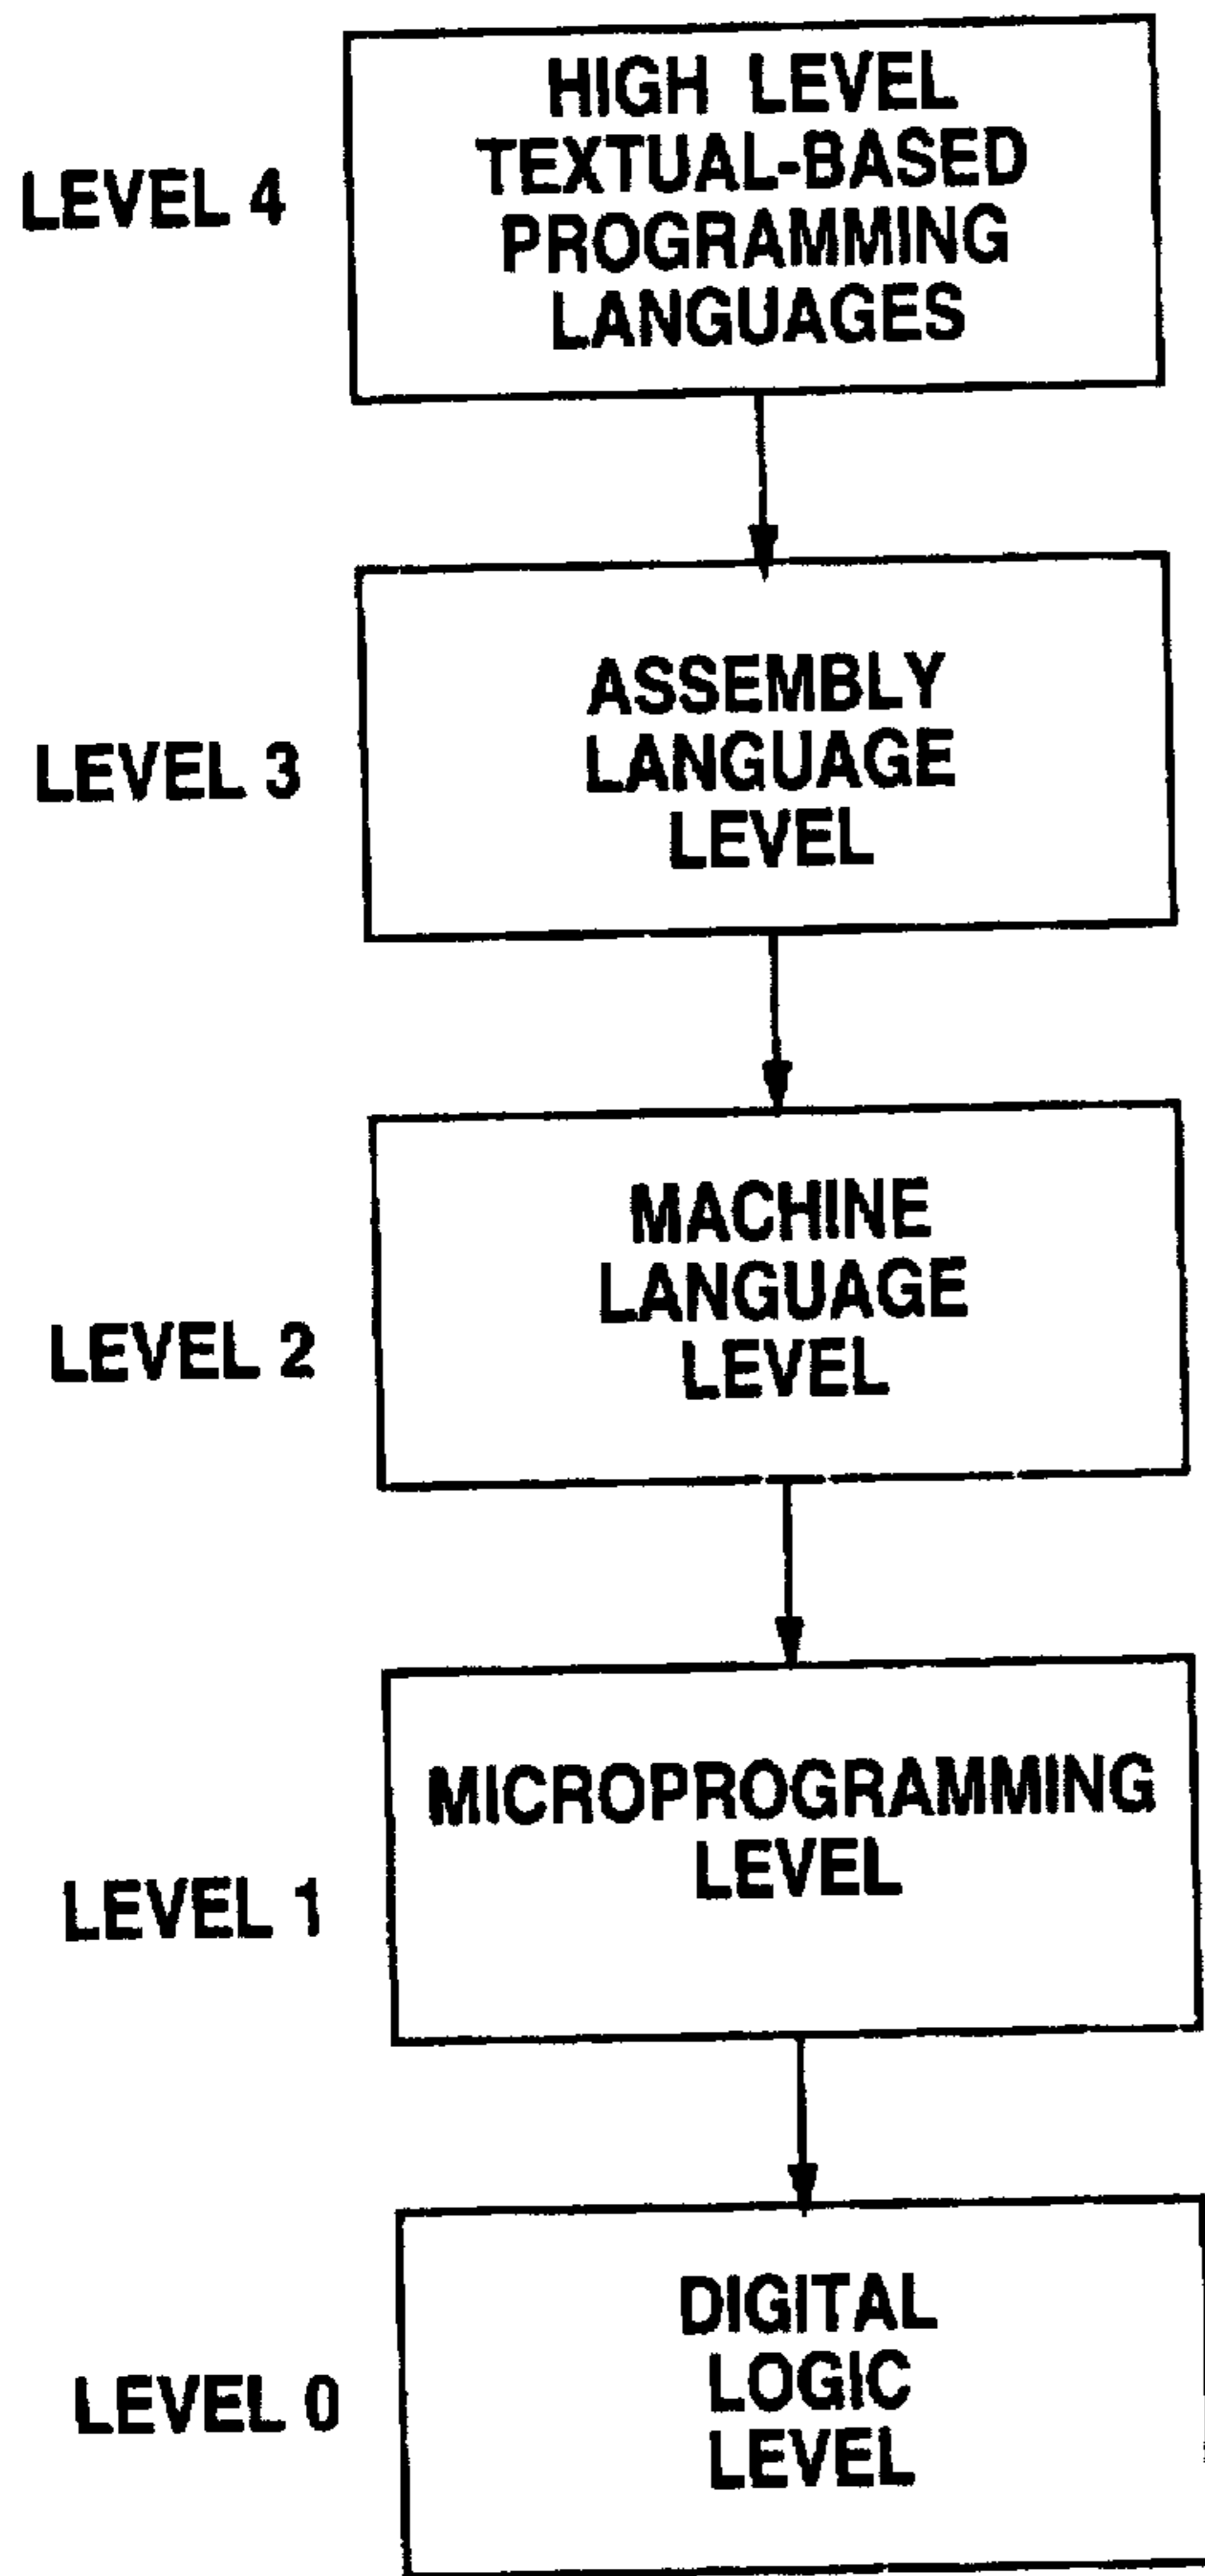 LEVEL 4
HIGH LEVEL
TEXTUAL-BASED
PROGRAMMING
LANGUAGES
LEVEL 3
ASSEMBLY
LANGUAGE
LEVEL
LEVEL 2
MACHINE
LANGUAGE
LEVEL
LEVEL 1
MICROPROGRAMMING
LEVEL
LEVEL 0
DIGITAL
LOGIC
LEVEL